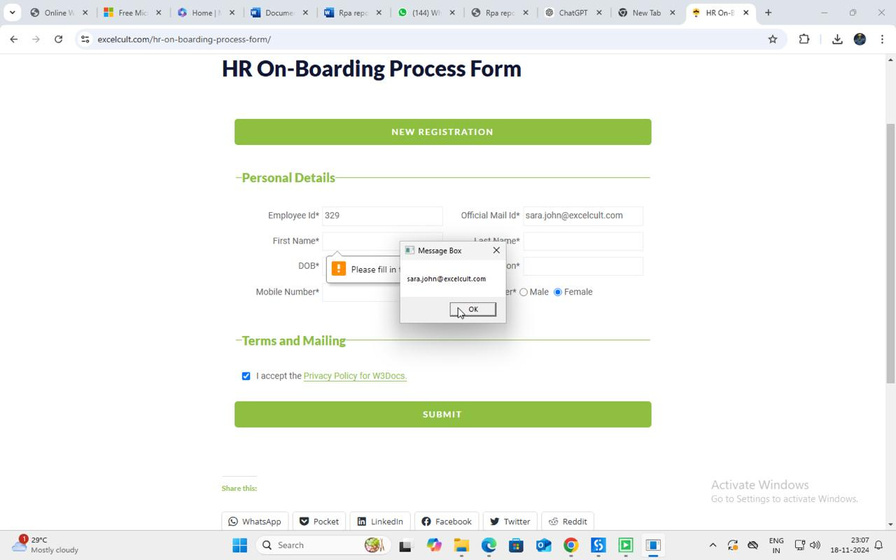 Online W
Free Mic
Home | M
Documen
Rpa repo
(144) Wh
Rpa repo
ChatGPT
New Tab
HR On-B
excelcult.com/hr-on-boarding-process-form/
HR On-Boarding Process Form
NEW REGISTRATION
Personal Details
Employee Id* 329 Official Mail Id* sara.john@excelcult.com
First Name* Last Name*
DOB*
Please fill in
Mobile Number* Male Female
Message Box
sara.john@excelcult.com
OK
Terms and Mailing
I accept the Privacy Policy for W3Docs.
SUBMIT
Share this:
WhatsApp Pocket LinkedIn Facebook Twitter Reddit
Activate Windows
Go to Settings to activate Windows.
1
29°C
Mostly cloudy
Search
ENG
IN
23:07
18-11-2024